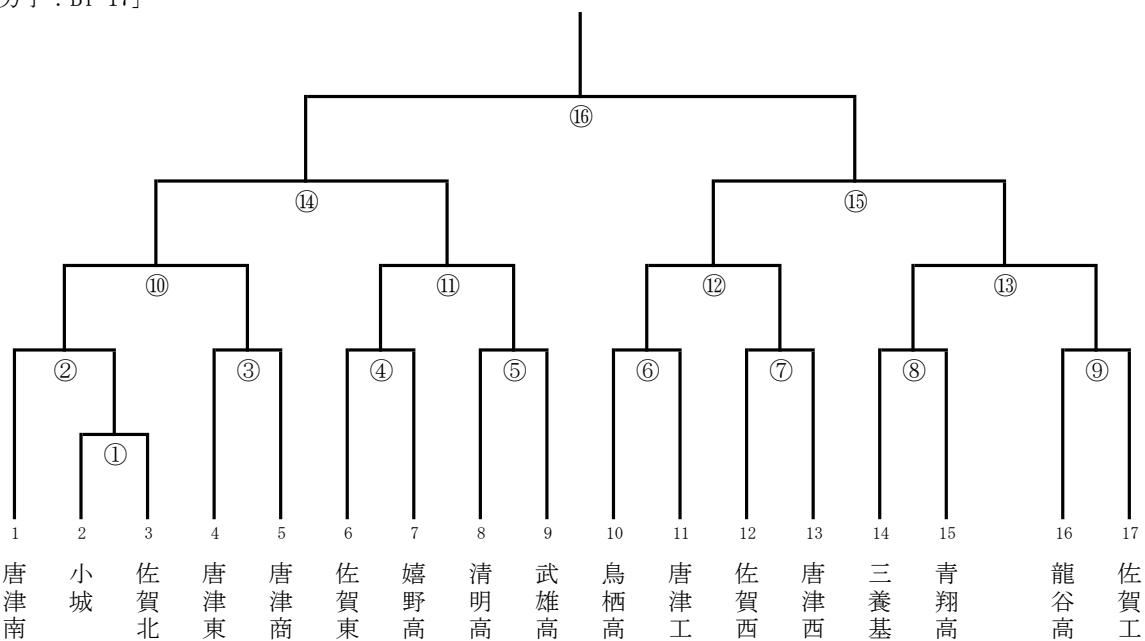 男子：BT-17]
⑯
⑭ ⑮
⑩ ⑪ ⑫ ⑬
② ③ ④ ⑤ ⑥ ⑦ ⑧ ⑨
①
1 2 3 4 5 6 7 8 9 10 11 12 13 14 15 16 17
唐津南
小城
佐賀北
唐津東
唐津商
佐賀東
嬉野高
清明高
武雄高
鳥栖高
唐津工
佐賀西
唐津西
三養基
青翔高
龍谷高
佐賀工